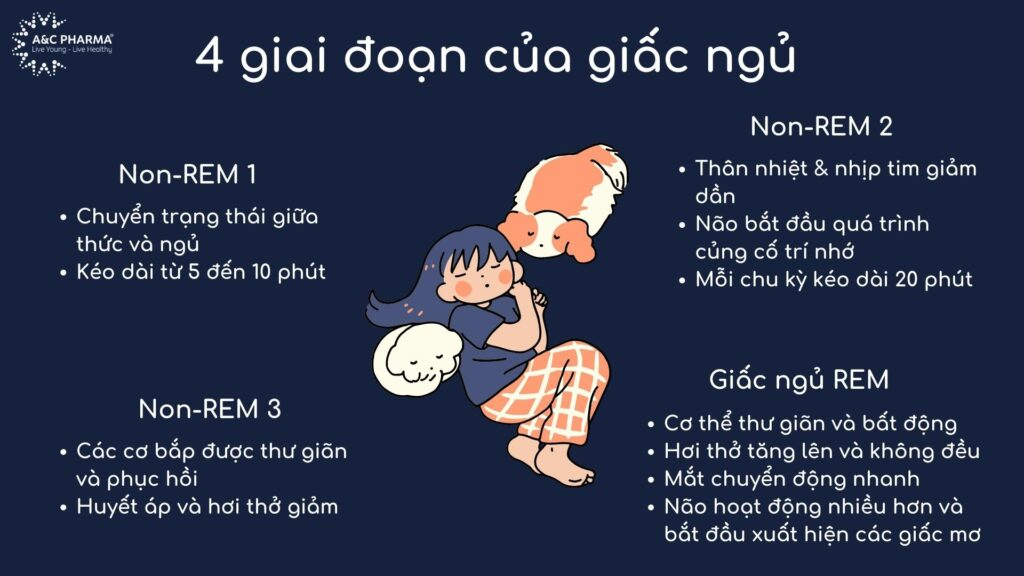 A&C PHARMA®
Live Young - Live Healthy
4 giai đoạn của giấc ngủ
Non-REM 1
• Chuyển trạng thái giữa
thức và ngủ
• Kéo dài từ 5 đến 10 phút
Non-REM 2
• Thân nhiệt & nhịp tim giảm
dần
• Não bắt đầu quá trình
củng cố trí nhớ
• Mỗi chu kỳ kéo dài 20 phút
Non-REM 3
• Các cơ bắp được thư giãn
và phục hồi
• Huyết áp và hơi thở giảm
Giấc ngủ REM
• Cơ thể thư giãn và bất động
• Hơi thở tăng lên và không đều
• Mắt chuyển động nhanh
• Não hoạt động nhiều hơn và
bắt đầu xuất hiện các giấc mơ